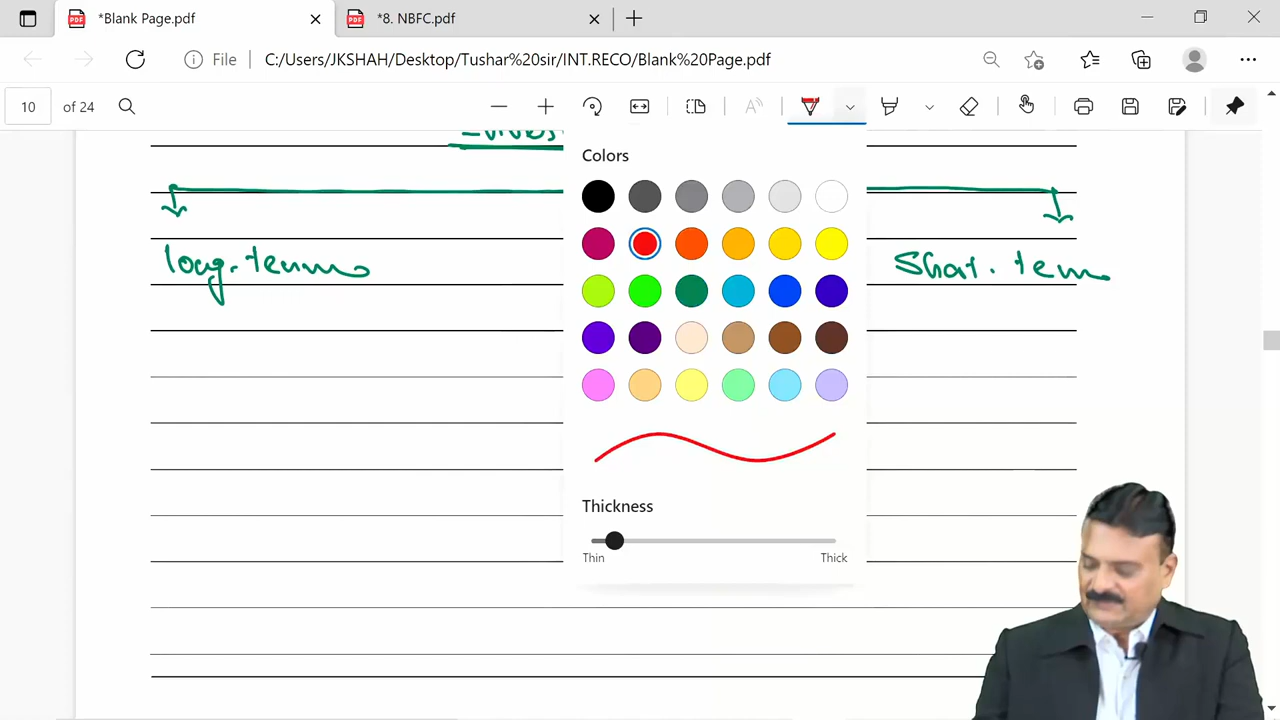 *Blank Page.pdf
*8. NBFC.pdf
File
C:/Users/JKSHAH/Desktop/Tushar%20sir/INT.RECO/Blank%20Page.pdf
10 of 24
Colors
long-term
Shor. term
Thickness
Thin
Thick